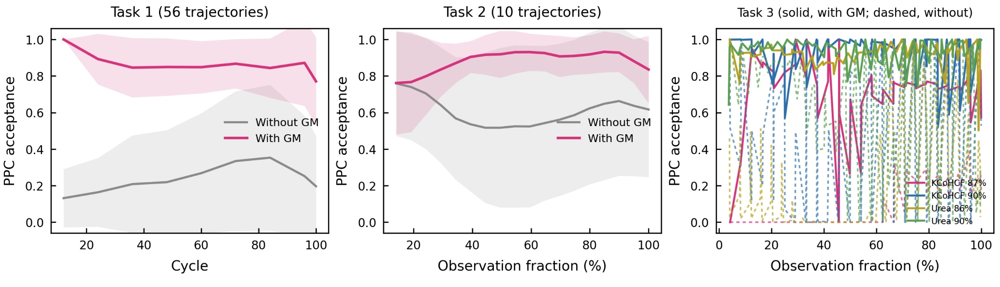 Task 1 (56 trajectories)
PPC acceptance
1.0
0.8
0.6
0.4
0.2
0.0
Without GM
With GM
20 40 60 80 100
Cycle
Task 2 (10 trajectories)
PPC acceptance
1.0
0.8
0.6
0.4
0.2
0.0
Without GM
With GM
20 40 60 80 100
Observation fraction (%)
Task 3 (solid, with GM; dashed, without)
PPC acceptance
1.0
0.8
0.6
0.4
0.2
0.0
KCoHCF 87%
KCoHCF 90%
Urea 86%
Urea 90%
0 20 40 60 80 100
Observation fraction (%)